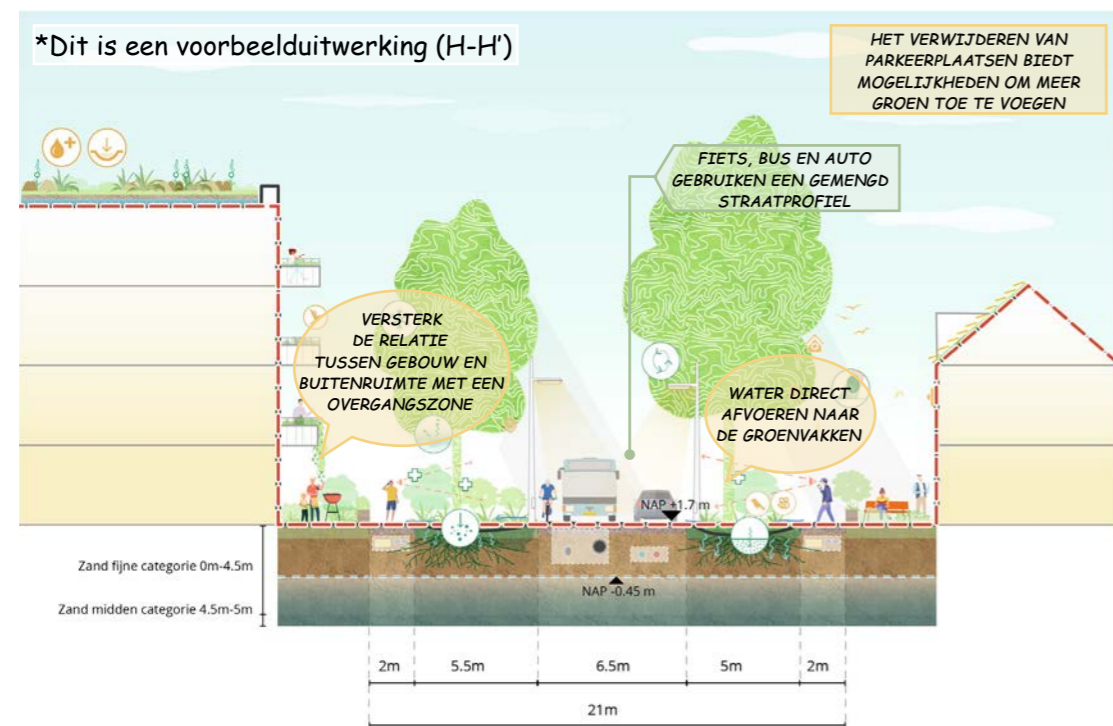 *Dit is een voorbeelduitwerking (H-H')
HET VERWIJDEREN VAN
PARKEERPLAATSEN BIEDT
MOGELIJKHEDEN OM MEER
GROEN TOE TE VOEGEN
FIETS, BUS EN AUTO
GEBRUIKEN EEN GEMENGD
STRAATPROFIEL
VERSTERK
DE RELATIE
TUSSEN GEBOUW EN
BUITENRUIMTE MET EEN
OVERGANGSZONE
WATER DIRECT
AFVOEREN NAAR
DE GROENVAKKEN
NAP +1.7 m
Zand fijne categorie 0m-4.5m
NAP -0.45 m
Zand midden categorie 4.5m-5m
2m 5.5m 6.5m 5m 2m
21m